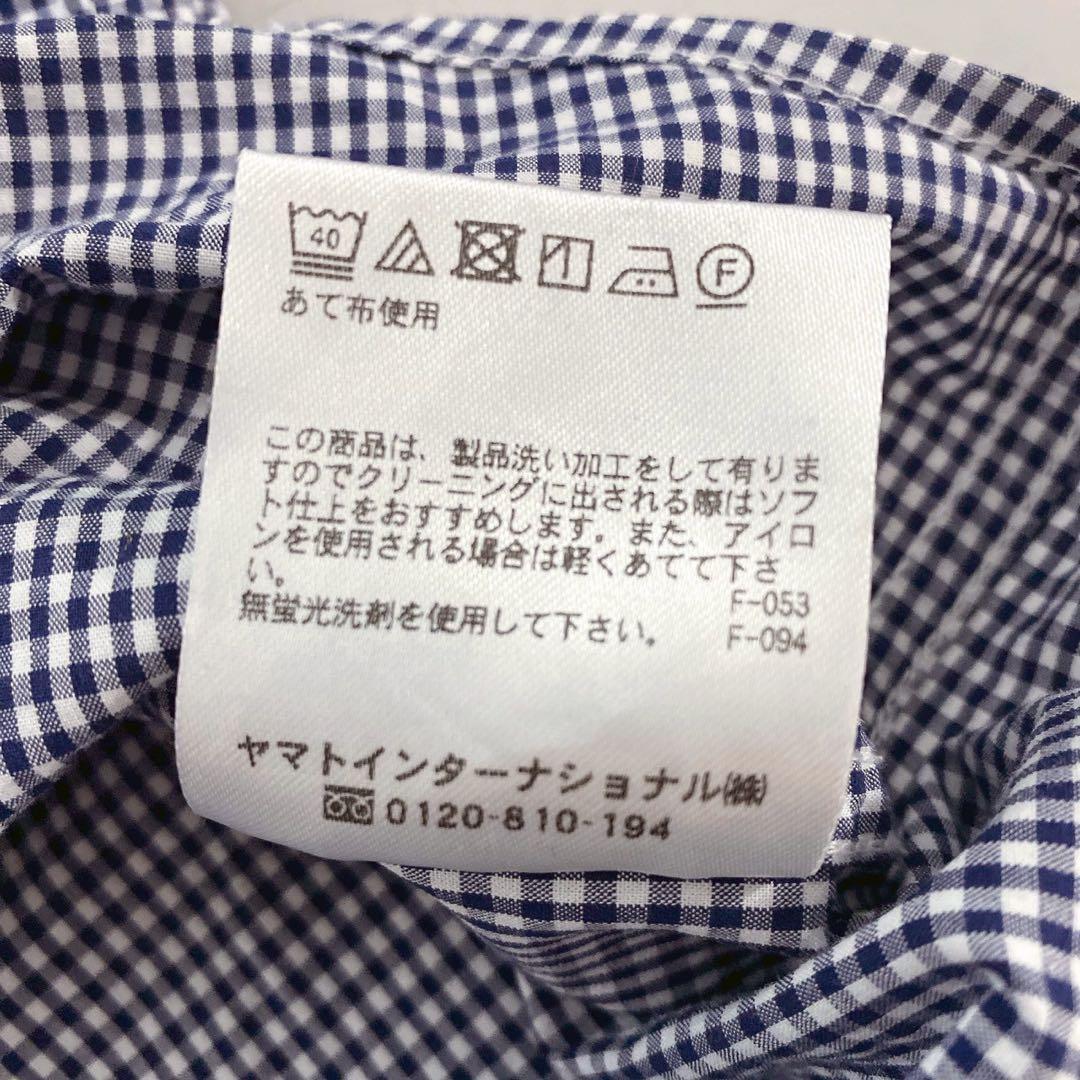 40 F
あて布使用
この商品は、製品洗い加工をして有りま
すのでクリーニングに出される際はソフ
ト仕上をおすすめします。また、アイロ
ンを使用される場合は軽くあてて下さ
い。 F-053
無蛍光洗剤を使用して下さい。 F-094
ヤマトインターナショナル㈱
0120-810-194